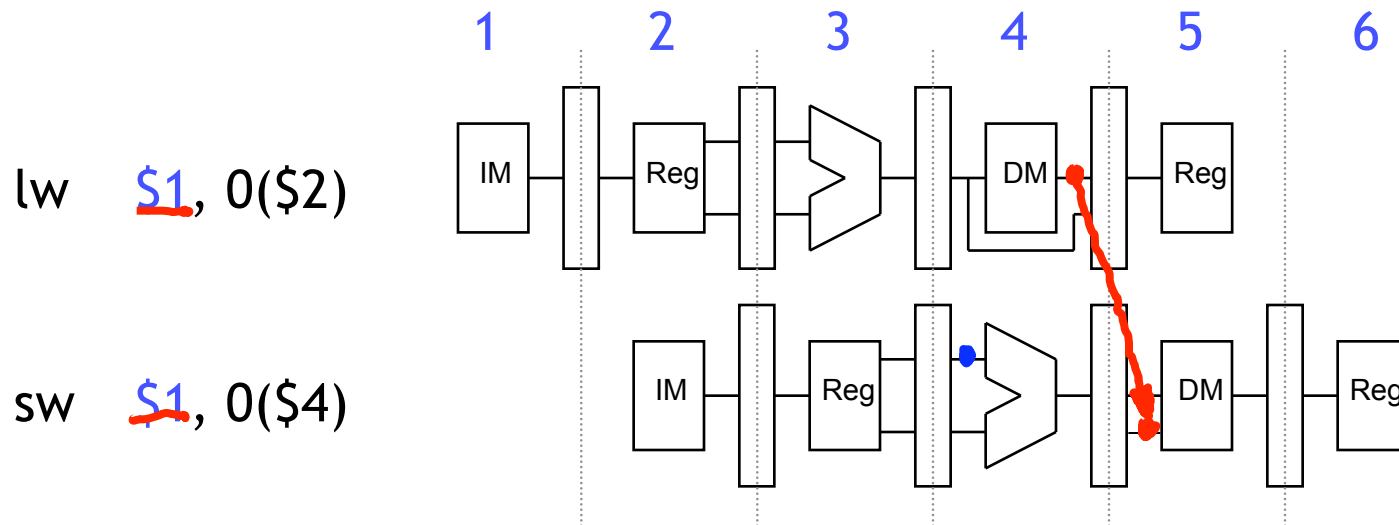 1 2 3 4 5 6
IM Reg DM Reg
lw $1, 0($2)
IM Reg DM Reg
sw $1, 0($4)